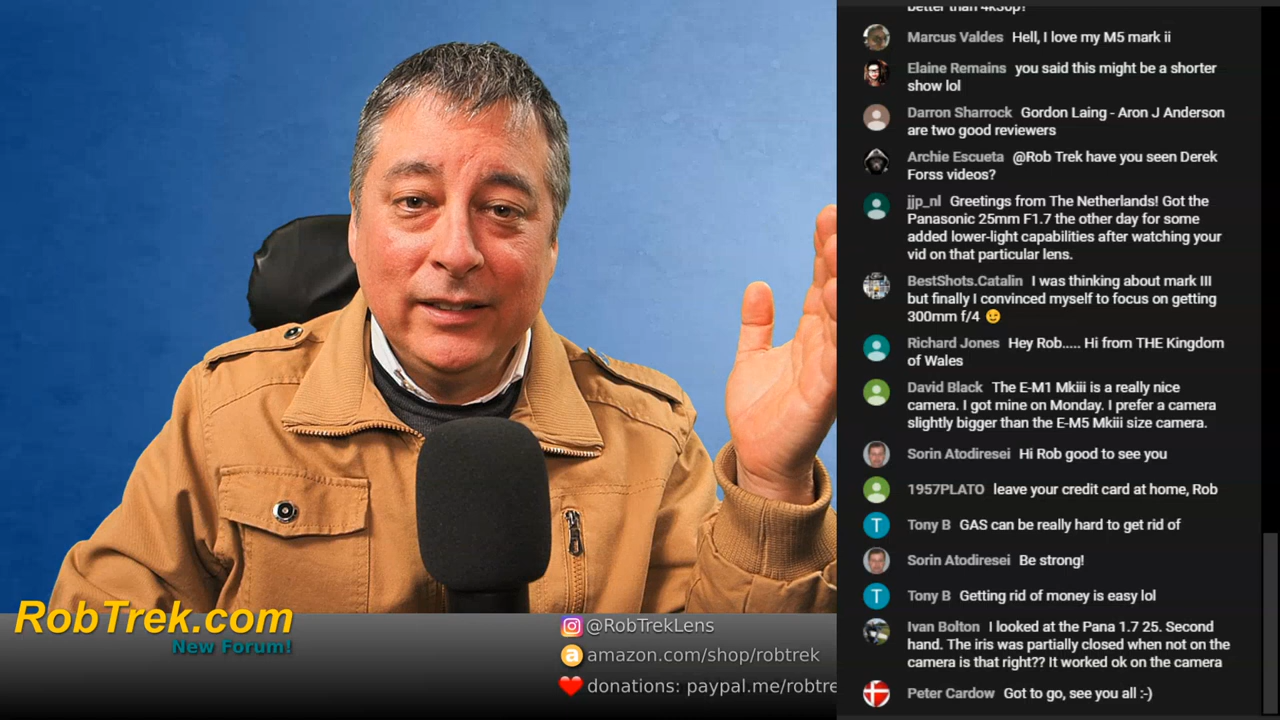 better than 4k30p?
Marcus Valdes Hell, I love my M5 mark ii
Elaine Remains you said this might be a shorter
show lol
Darron Sharrock Gordon Laing - Aron J Anderson
are two good reviewers
Archie Escueta @Rob Trek have you seen Derek
Forss videos?
jjp_nl Greetings from The Netherlands! Got the
Panasonic 25mm F1.7 the other day for some
added lower-light capabilities after watching your
vid on that particular lens.
BestShots.Catalin I was thinking about mark III
but finally I convinced myself to focus on getting
300mm f/4 😉
Richard Jones Hey Rob..... Hi from THE Kingdom
of Wales
David Black The E-M1 Mkiii is a really nice
camera. I got mine on Monday. I prefer a camera
slightly bigger than the E-M5 Mkiii size camera.
Sorin Atodiresei Hi Rob good to see you
1957PLATO leave your credit card at home, Rob
T Tony B GAS can be really hard to get rid of
Sorin Atodiresei Be strong!
T Tony B Getting rid of money is easy lol
Ivan Bolton I looked at the Pana 1.7 25. Second
hand. The iris was partially closed when not on the
camera is that right?? It worked ok on the camera
Peter Cardow Got to go, see you all :-)
RobTrek.com
New Forum!
@RobTrekLens
a amazon.com/shop/robtrek
donations: paypal.me/robtre